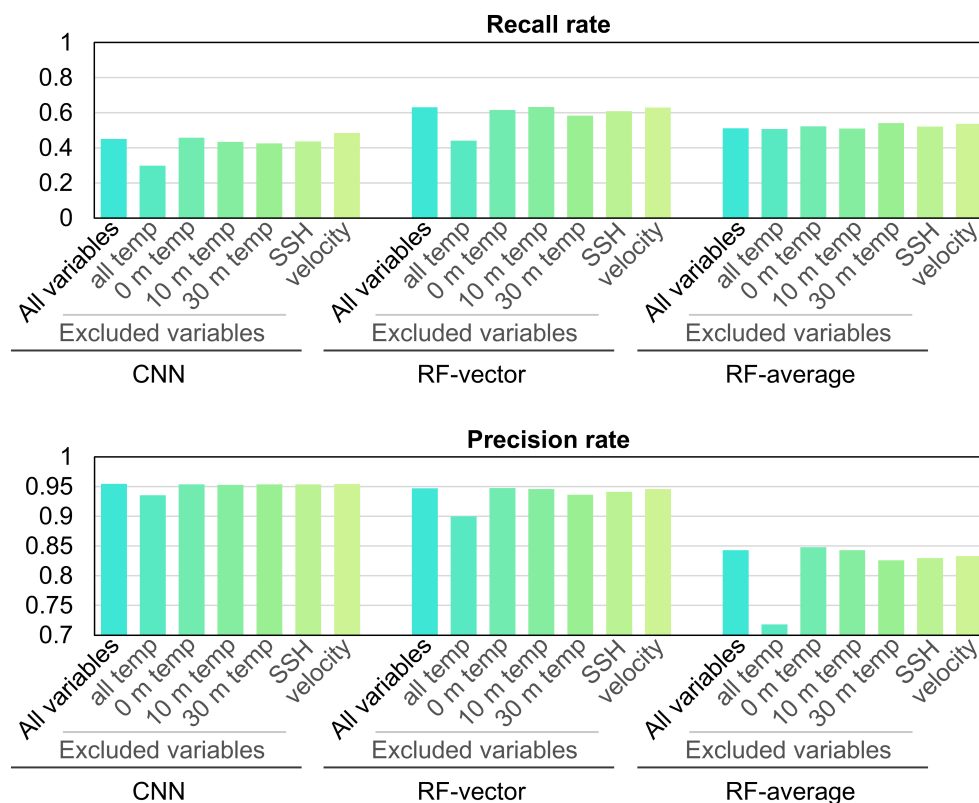 Recall rate
1
0.8
0.6
0.4
0.2
0
All variables
all temp
0 m temp
10 m temp
30 m temp
SSH
velocity
All variables
all temp
0 m temp
10 m temp
30 m temp
SSH
velocity
All variables
all temp
0 m temp
10 m temp
30 m temp
SSH
velocity
Excluded variables
Excluded variables
Excluded variables
CNN
RF-vector
RF-average
Precision rate
1
0.95
0.9
0.85
0.8
0.75
0.7
All variables
all temp
0 m temp
10 m temp
30 m temp
SSH
velocity
All variables
all temp
0 m temp
10 m temp
30 m temp
SSH
velocity
All variables
all temp
0 m temp
10 m temp
30 m temp
SSH
velocity
Excluded variables
Excluded variables
Excluded variables
CNN
RF-vector
RF-average